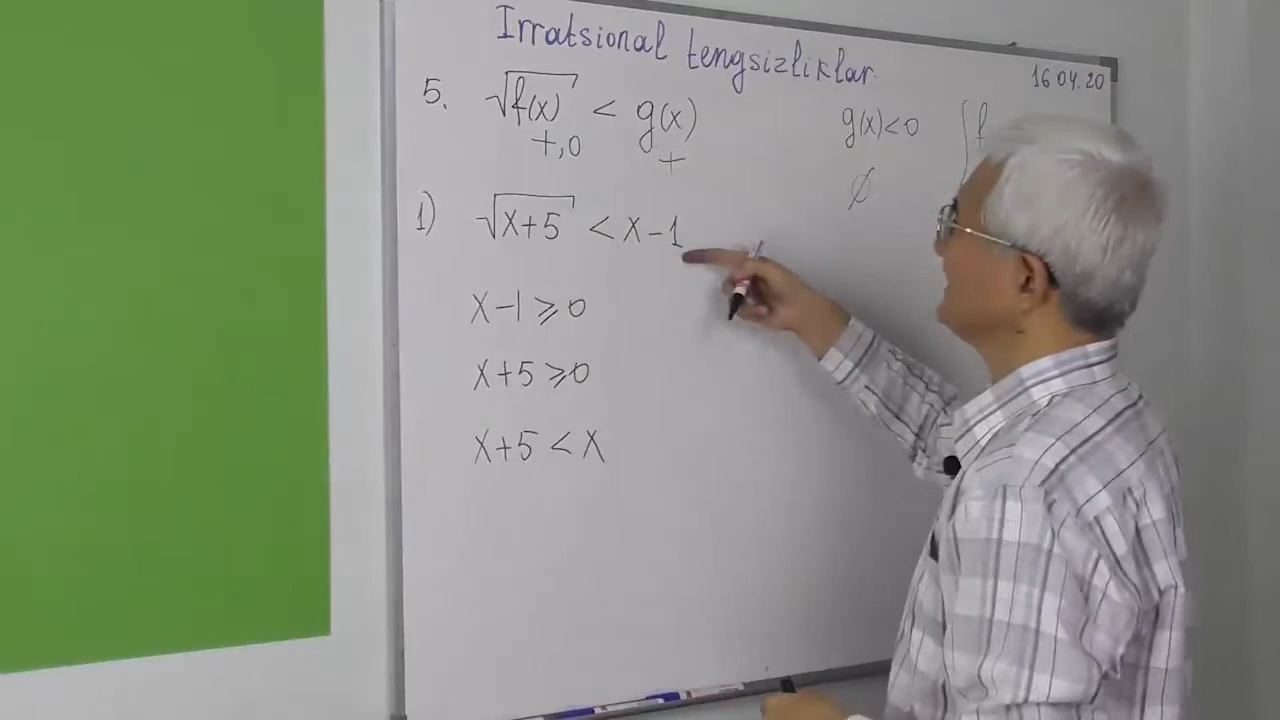 Irratsional tengsizliklar.
16 04. 20
5. √f(x) < g(x)
+,0 +
g(x)<0
∅
{ f
1) √x+5 < x-1
x-1 ⩾ 0
x+5 ⩾ 0
x+5 < x